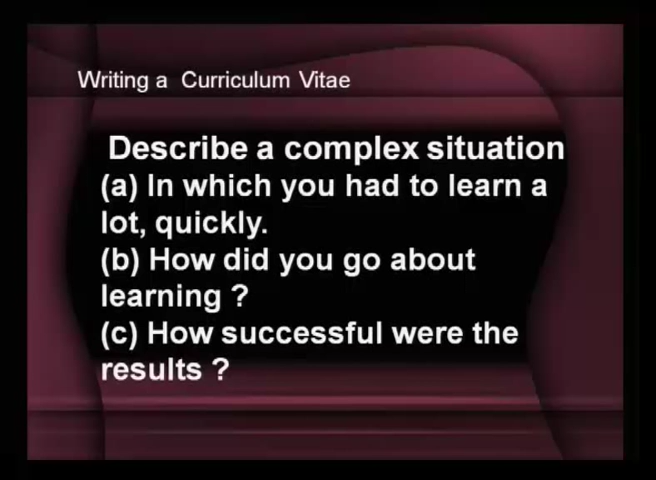 Writing a Curriculum Vitae
Describe a complex situation
(a) In which you had to learn a
lot, quickly.
(b) How did you go about
learning ?
(c) How successful were the
results ?